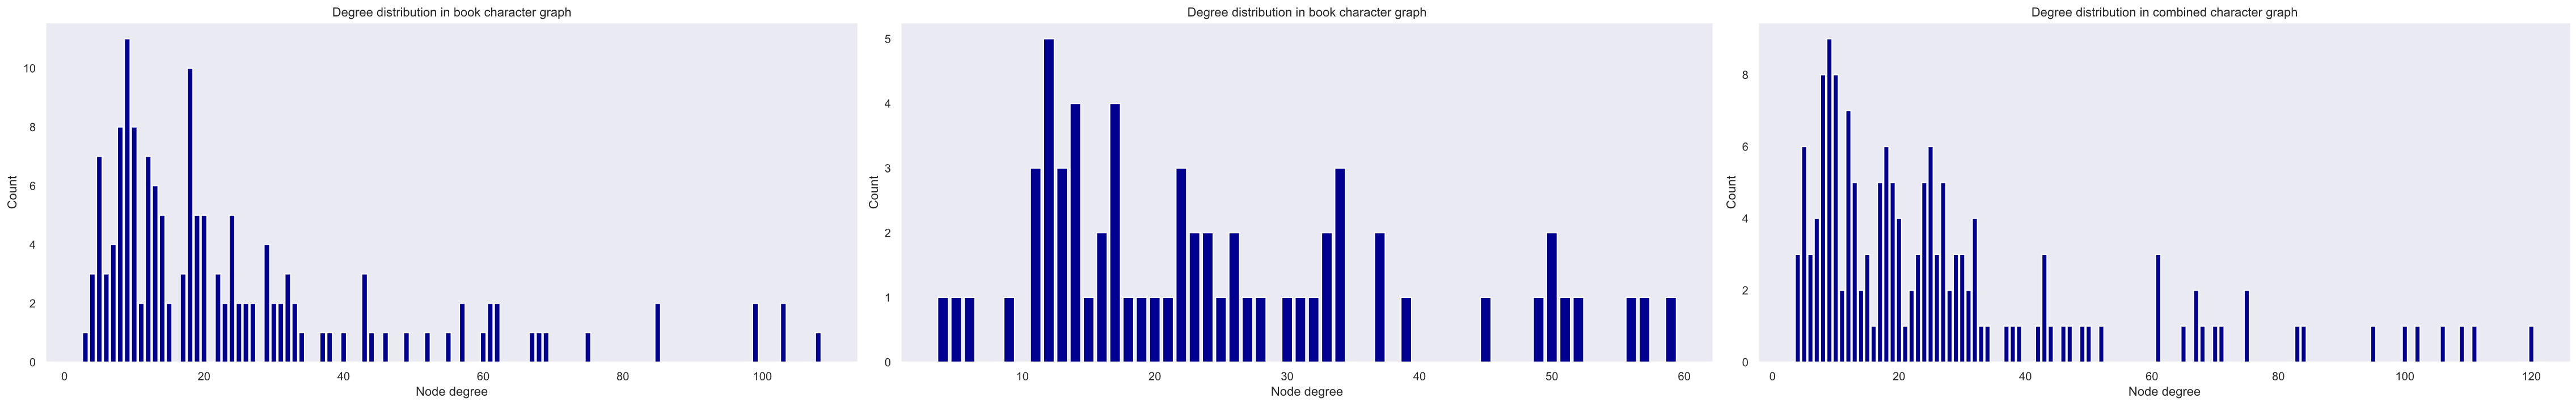 Degree distribution in book character graph
Count
10
8
6
4
2
0
0 20 40 60 80 100
Node degree
Degree distribution in book character graph
Count
5
4
3
2
1
0
10 20 30 40 50 60
Node degree
Degree distribution in combined character graph
Count
8
6
4
2
0
0 20 40 60 80 100 120
Node degree